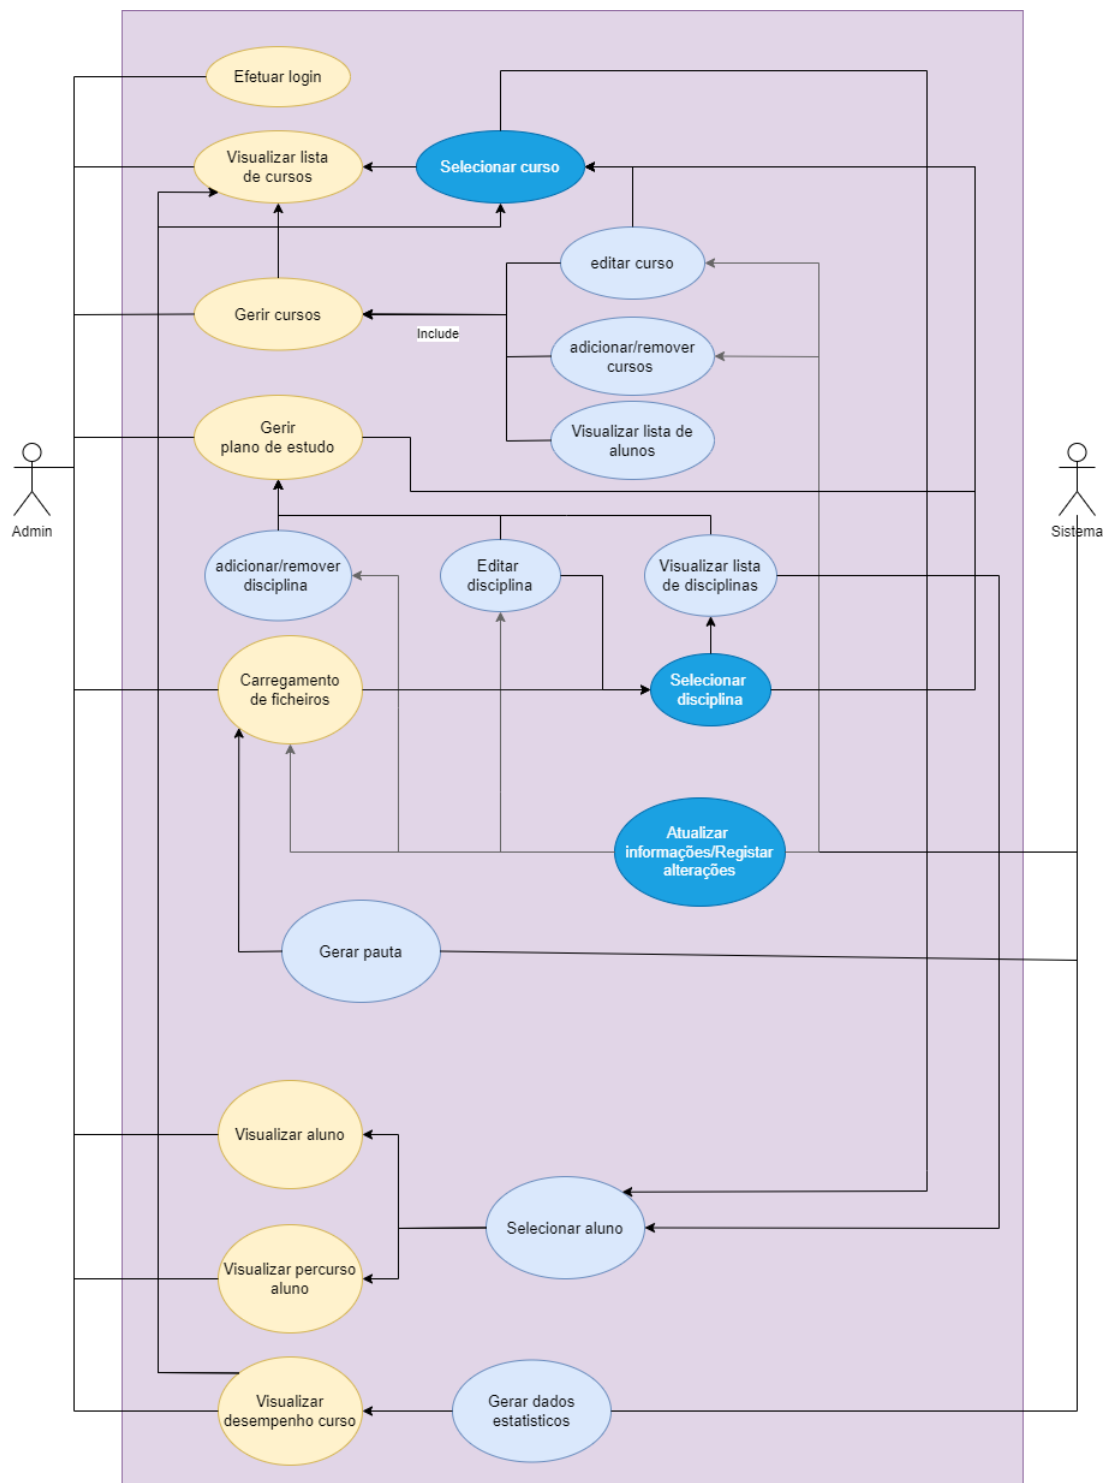 Efetuar login
Visualizar lista
de cursos
Selecionar curso
editar curso
Gerir cursos
Include
adicionar/remover
cursos
Gerir
plano de estudo
Visualizar lista de
alunos
Admin
Sistema
adicionar/remover
disciplina
Editar
disciplina
Visualizar lista
de disciplinas
Carregamento
de ficheiros
Selecionar
disciplina
Atualizar
informações/Registar
alterações
Gerar pauta
Visualizar aluno
Selecionar aluno
Visualizar percurso
aluno
Visualizar
desempenho curso
Gerar dados
estatisticos